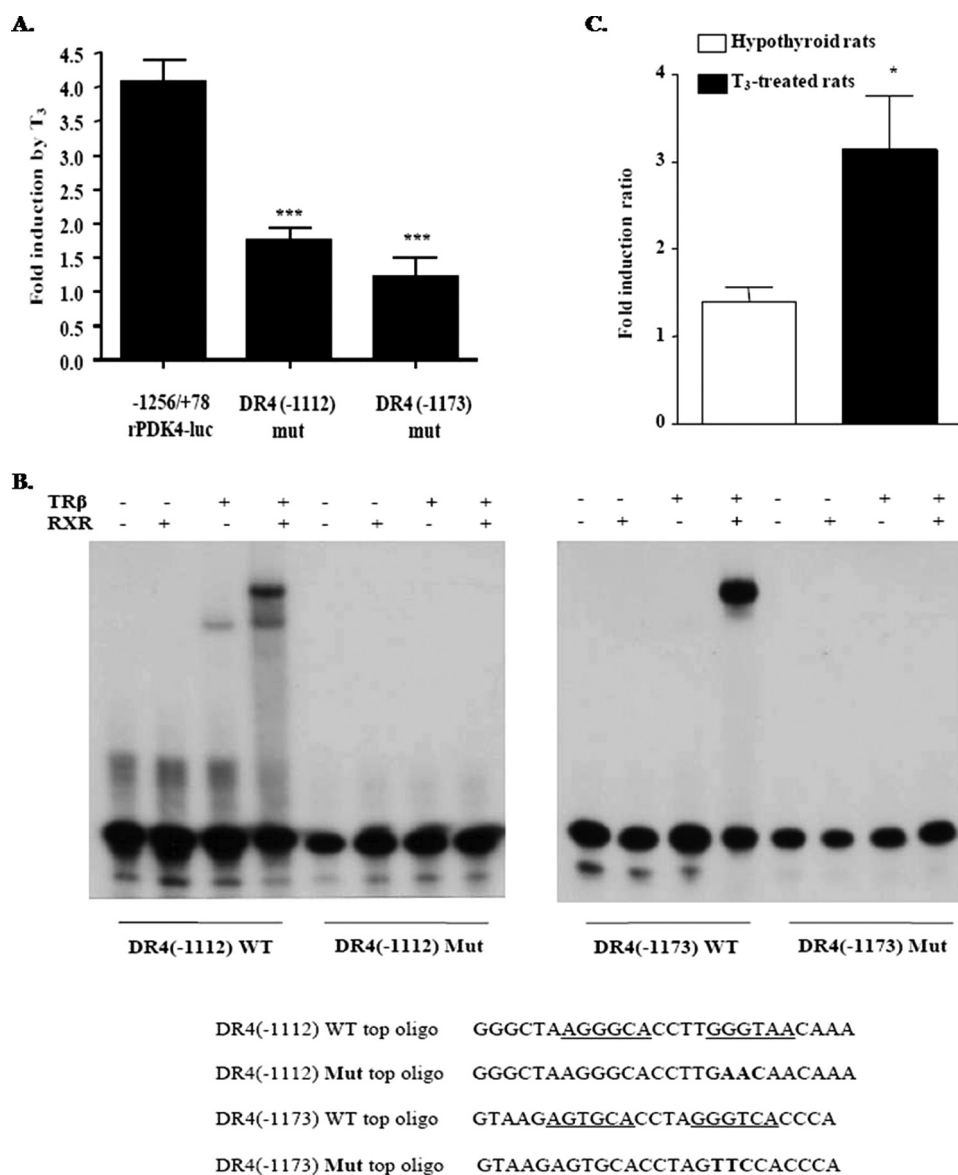 A.
Fold induction by T3
4.5
4.0
3.5
3.0
2.5
2.0
1.5
1.0
0.5
0.0
***
***
-1256/+78
rPDK4-luc
DR4 (-1112)
mut
DR4 (-1173)
mut
C.
Hypothyroid rats
T3-treated rats
*
Fold induction ratio
4
3
2
1
0
B.
TRβ - - + + - - + +
RXR - + - + - + - +
- - + + - - + +
- + - + - + - +
DR4(-1112) WT
DR4(-1112) Mut
DR4(-1173) WT
DR4(-1173) Mut
DR4(-1112) WT top oligo GGGCTAAGGGCACCTTGGGTAACAAA
DR4(-1112) Mut top oligo GGGCTAAGGGCACCTTGAACAACAAA
DR4(-1173) WT top oligo GTAAGAGTGCACCTAGGGTCACCCA
DR4(-1173) Mut top oligo GTAAGAGTGCACCTAGTTCCACCCA